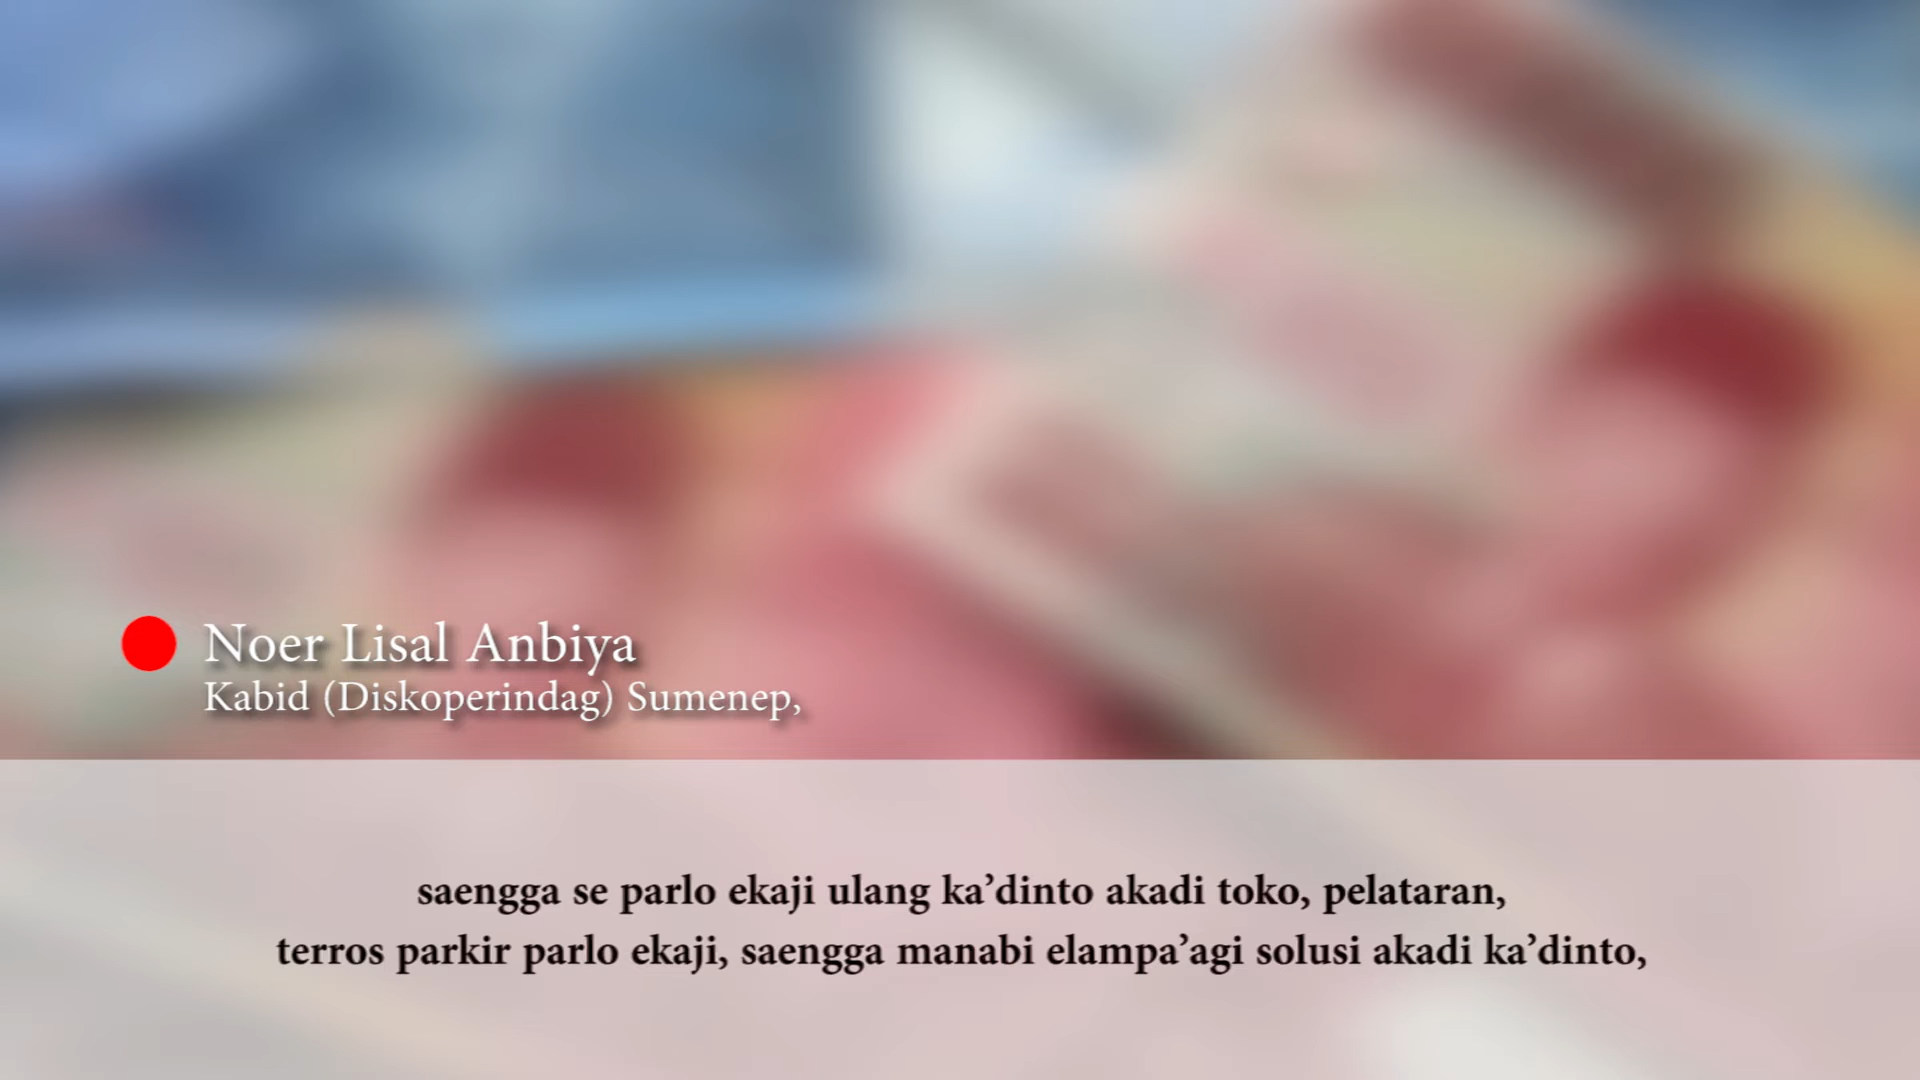 Noer Lisal Anbiya
Kabid (Diskoperindag) Sumenep,
saengga se parlo ekaji ulang ka’dinto akadi toko, pelataran,
terros parkir parlo ekaji, saengga manabi elampa’agi solusi akadi ka’dinto,